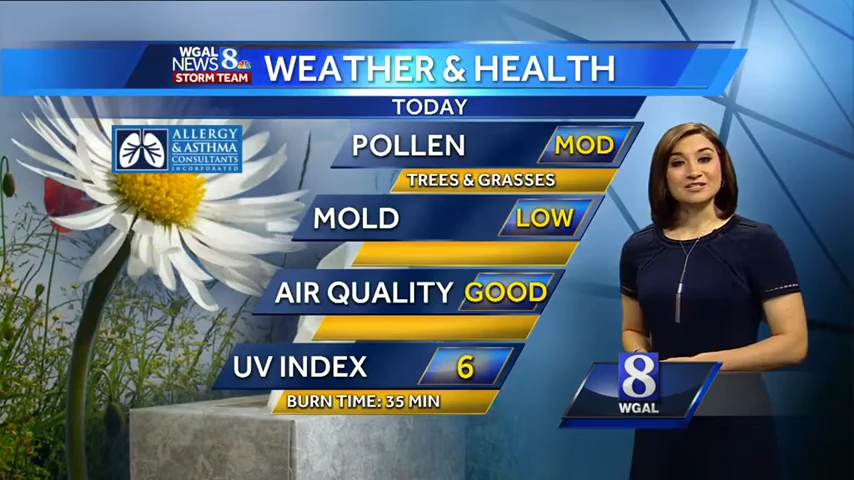 WGAL
NEWS 8
STORM TEAM
WEATHER & HEALTH
TODAY
ALLERGY
& ASTHMA
CONSULTANTS
INCORPORATED
POLLEN MOD
TREES & GRASSES
MOLD LOW
AIR QUALITY GOOD
UV INDEX 6
BURN TIME: 35 MIN
8
WGAL